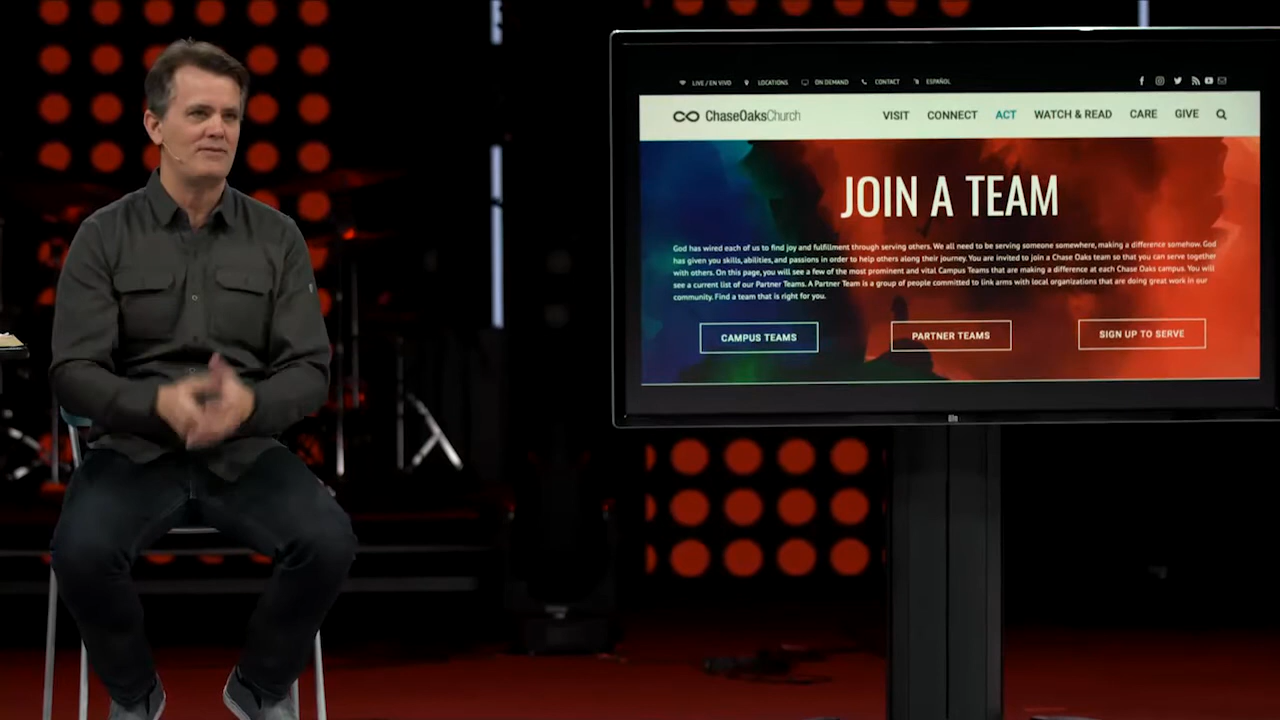 LIVE / EN VIVO LOCATIONS ON DEMAND CONTACT ESPAÑOL
ChaseOaksChurch VISIT CONNECT ACT WATCH & READ CARE GIVE
JOIN A TEAM
God has wired each of us to find joy and fulfillment through serving others. We all need to be serving someone somewhere, making a difference somehow. God
has given you skills, abilities, and passions in order to help others along their journey. You are invited to join a Chase Oaks team so that you can serve together
with others. On this page, you will see a few of the most prominent and vital Campus Teams that are making a difference at each Chase Oaks campus. You will
see a current list of our Partner Teams. A Partner Team is a group of people committed to link arms with local organizations that are doing great work in our
community. Find a team that is right for you.
CAMPUS TEAMS PARTNER TEAMS SIGN UP TO SERVE